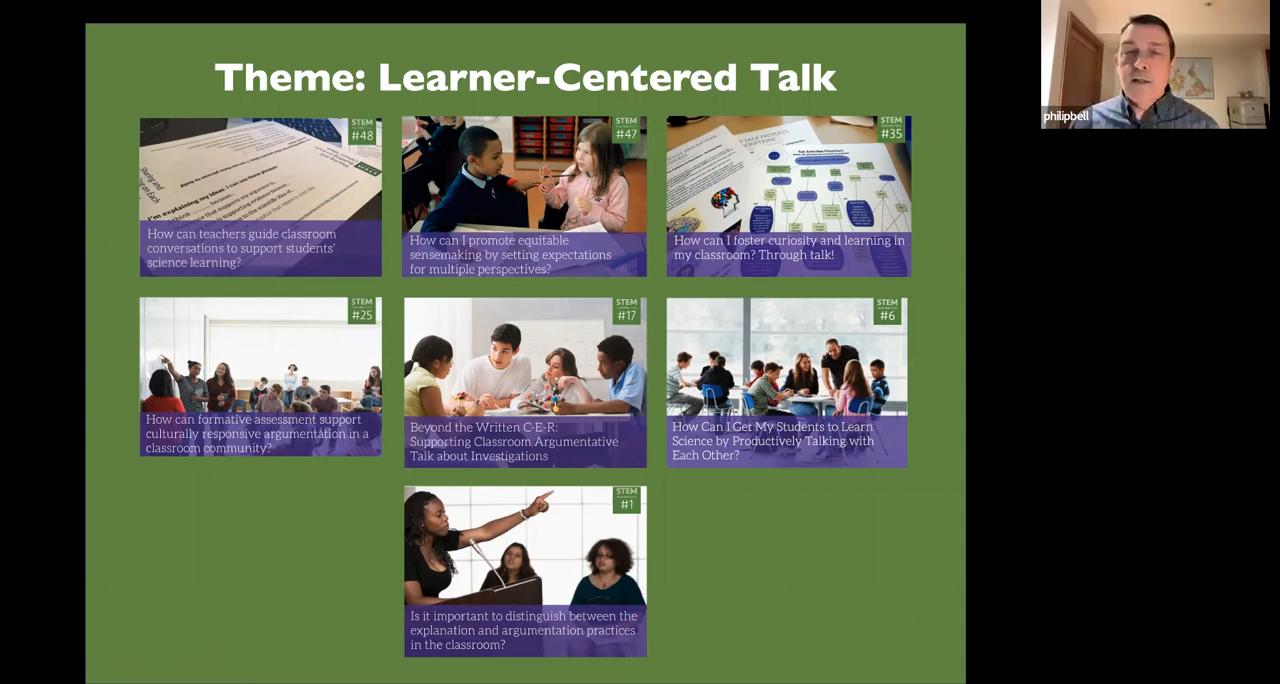 Theme: Learner-Centered Talk
STEM
#48
I'm explaining my ideas. I can use
How can teachers guide classroom
conversations to support students'
science learning?
STEM
#47
How can I promote equitable
sensemaking by setting expectations
for multiple perspectives?
STEM
#35
How can I foster curiosity and learning in
my classroom? Through talk!
STEM
#25
How can formative assessment support
culturally responsive argumentation in a
classroom community?
STEM
#17
Beyond the Written C-E-R:
Supporting Classroom Argumentative
Talk about Investigations
STEM
#6
How Can I Get My Students to Learn
Science by Productively Talking with
Each Other?
STEM
#1
Is it important to distinguish between the
explanation and argumentation practices
in the classroom?
philipbell